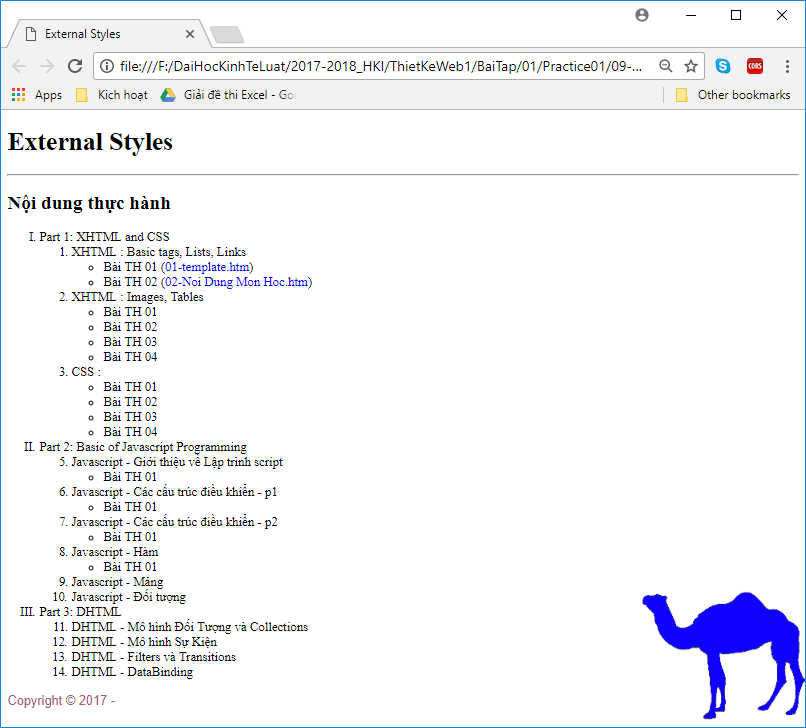 External Styles
file:///F:/DaiHocKinhTeLuat/2017-2018_HKI/ThietKeWeb1/BaiTap/01/Practice01/09-...
CORS
Apps Kích hoạt Giải đề thi Excel - Goo Other bookmarks
External Styles
Nội dung thực hành
I. Part 1: XHTML and CSS
1. XHTML : Basic tags, Lists, Links
Bài TH 01 (01-template.htm)
Bài TH 02 (02-Noi Dung Mon Hoc.htm)
2. XHTML : Images, Tables
Bài TH 01
Bài TH 02
Bài TH 03
Bài TH 04
3. CSS :
Bài TH 01
Bài TH 02
Bài TH 03
Bài TH 04
II. Part 2: Basic of Javascript Programming
5. Javascript - Giới thiệu về Lập trình script
Bài TH 01
6. Javascript - Các cấu trúc điều khiển - p1
Bài TH 01
7. Javascript - Các cấu trúc điều khiển - p2
Bài TH 01
8. Javascript - Hàm
Bài TH 01
9. Javascript - Mảng
10. Javascript - Đối tượng
III. Part 3: DHTML
11. DHTML - Mô hình Đối Tượng và Collections
12. DHTML - Mô hình Sự Kiện
13. DHTML - Filters và Transitions
14. DHTML - DataBinding
Copyright © 2017 -